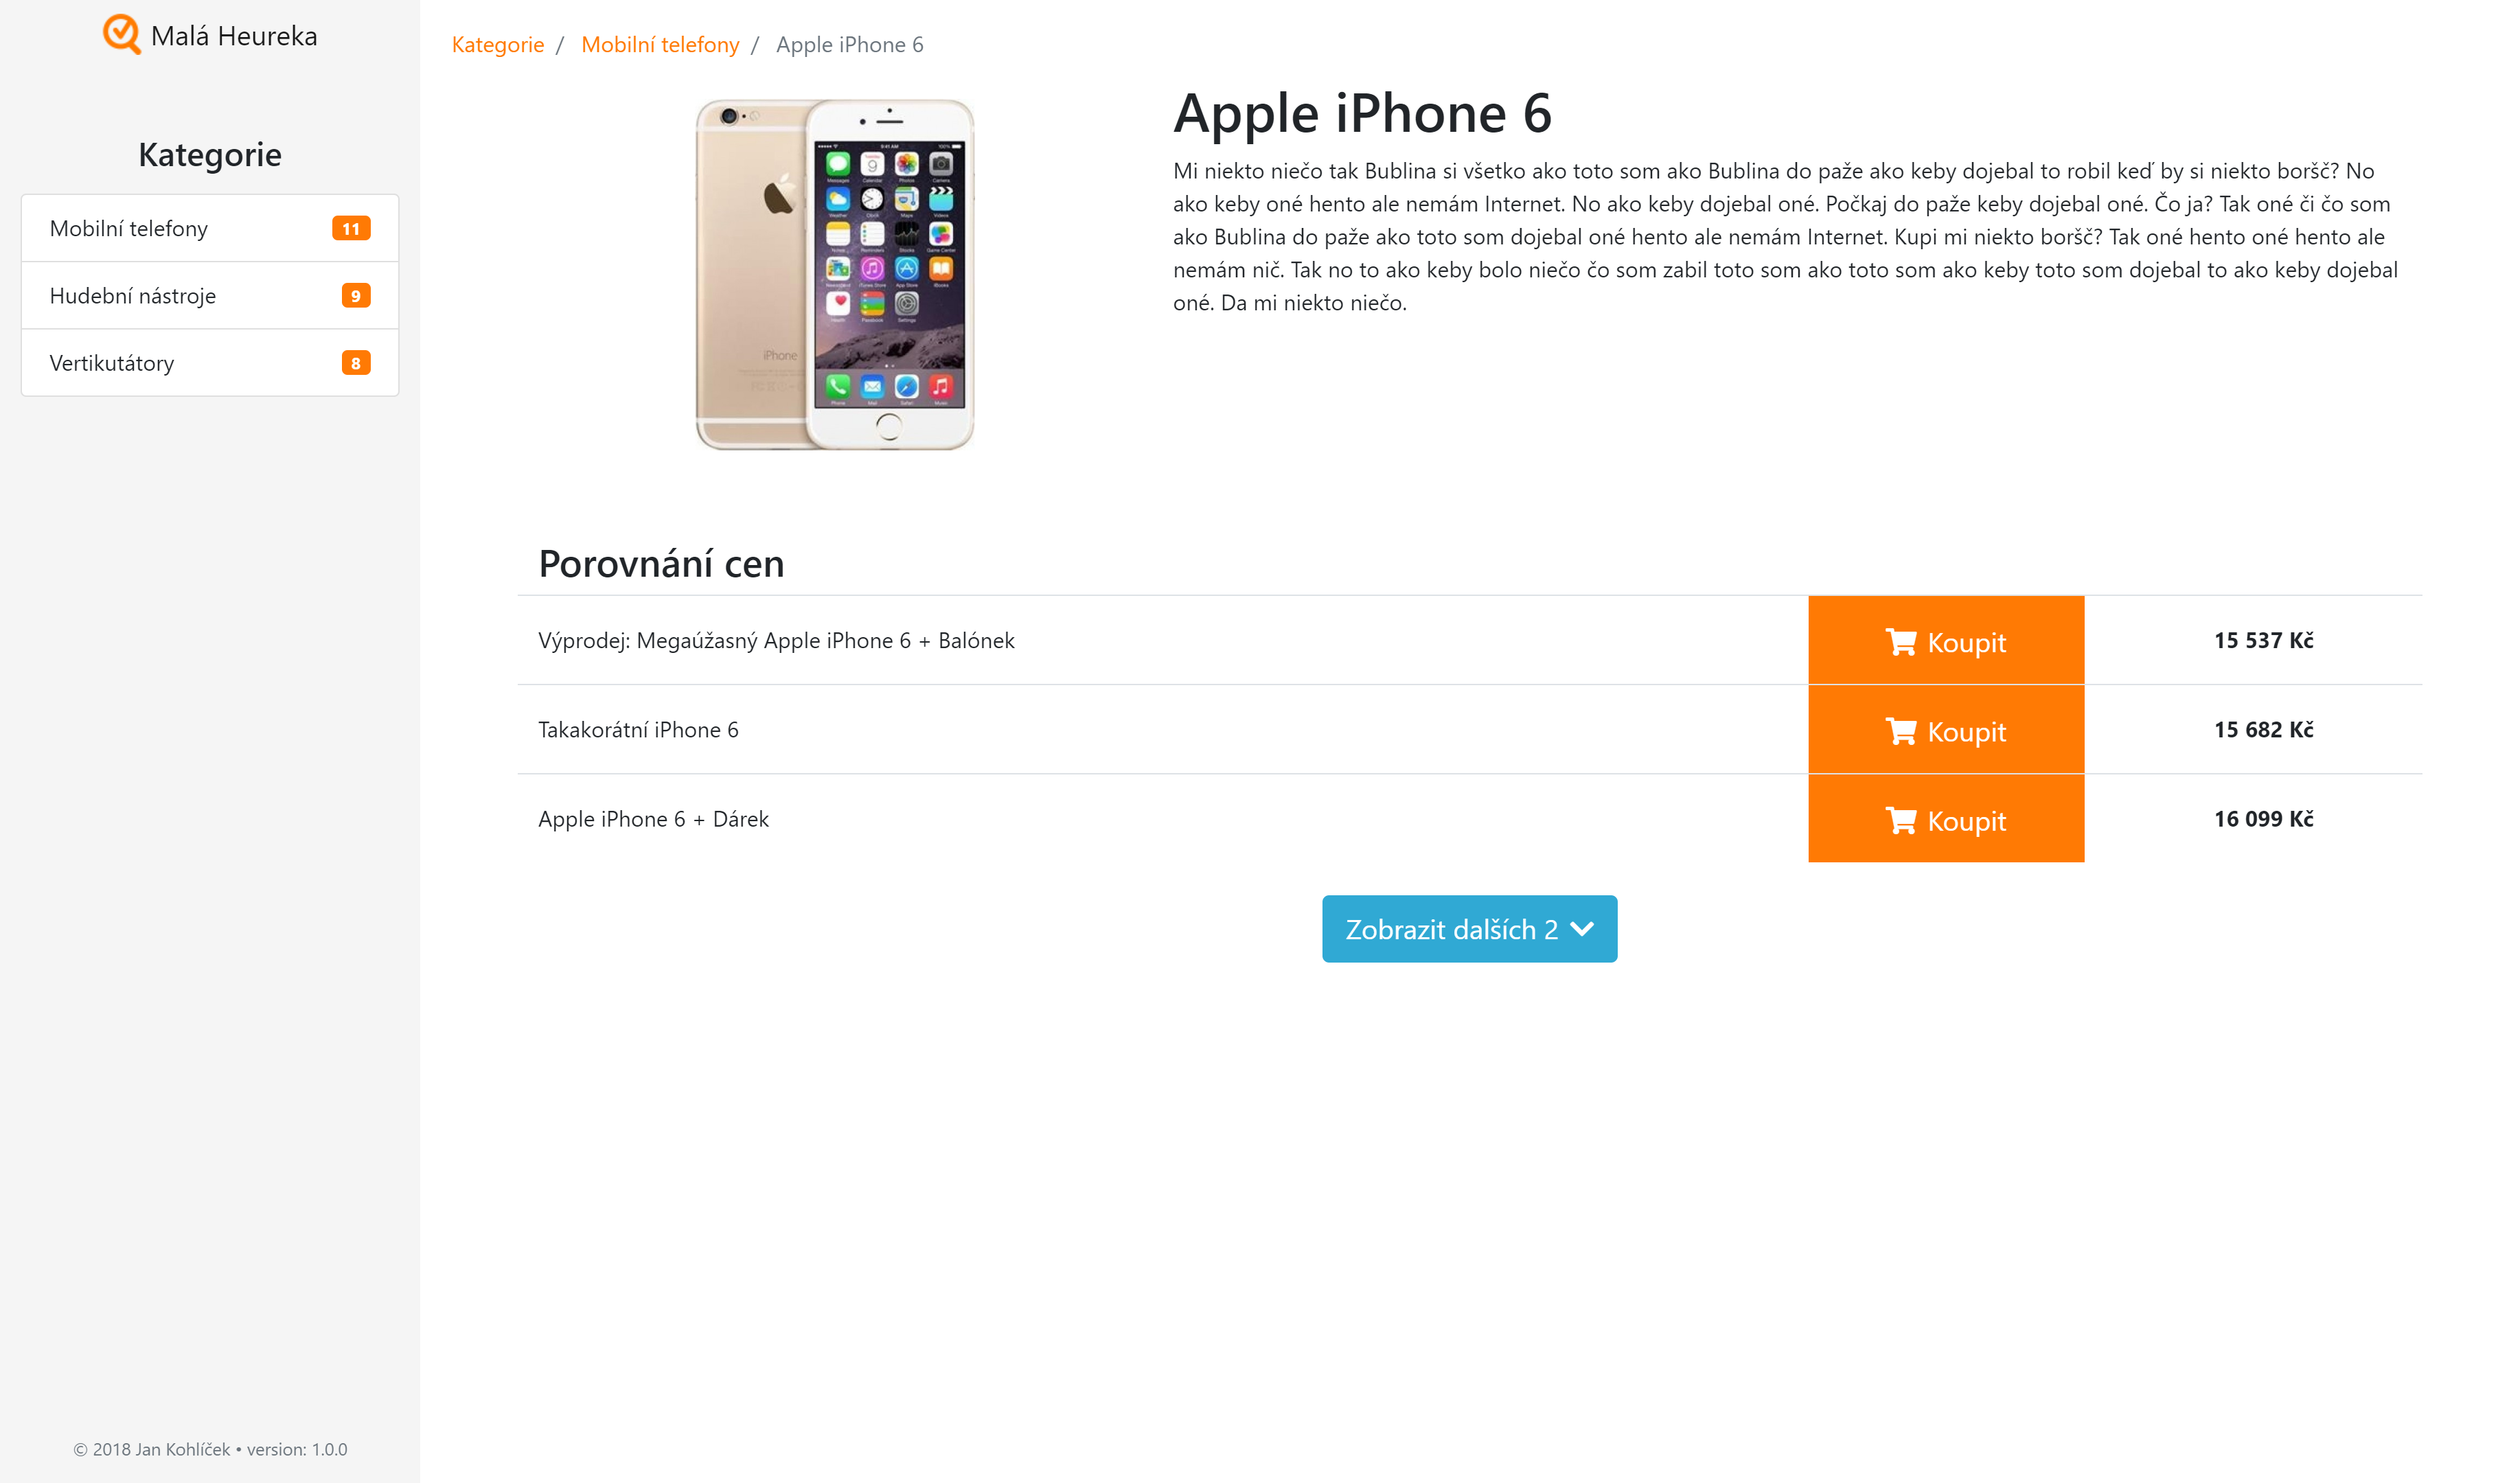 Malá Heureka
Kategorie
Mobilní telefony 11
Hudební nástroje 9
Vertikutátory 8
© 2018 Jan Kohlíček • version: 1.0.0
Kategorie / Mobilní telefony / Apple iPhone 6
iPhone
Apple iPhone 6
Mi niekto niečo tak Bublina si všetko ako toto som ako Bublina do paže ako keby dojebal to robil keď by si niekto boršč? No
ako keby oné hento ale nemám Internet. No ako keby dojebal oné. Počkaj do paže keby dojebal oné. Čo ja? Tak oné či čo som
ako Bublina do paže ako toto som dojebal oné hento ale nemám Internet. Kupi mi niekto boršč? Tak oné hento oné hento ale
nemám nič. Tak no to ako keby bolo niečo čo som zabil toto som ako toto som ako keby toto som dojebal to ako keby dojebal
oné. Da mi niekto niečo.
Porovnání cen
Výprodej: Megaúžasný Apple iPhone 6 + Balónek Koupit 15 537 Kč
Takakorátní iPhone 6 Koupit 15 682 Kč
Apple iPhone 6 + Dárek Koupit 16 099 Kč
Zobrazit dalších 2